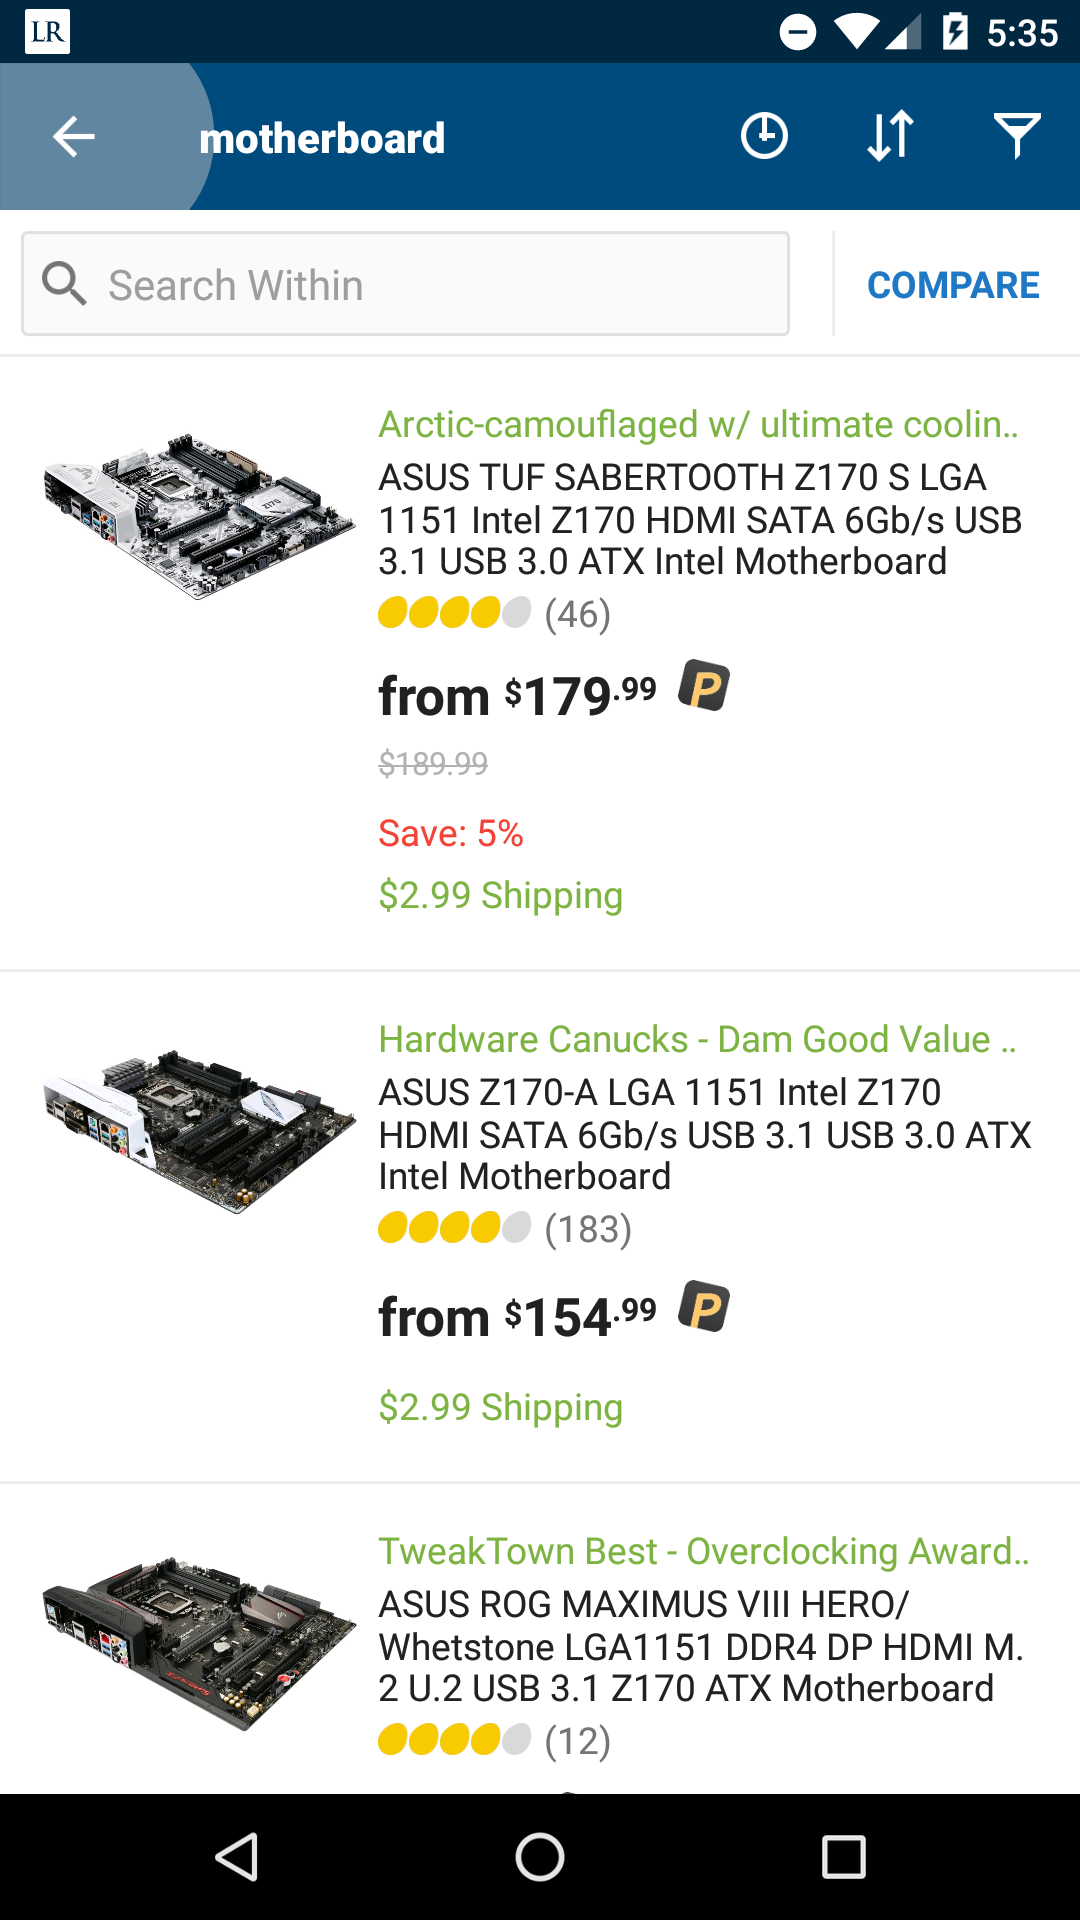 LR
5:35
motherboard
Search Within
COMPARE
Arctic-camouflaged w/ ultimate coolin..
ASUS TUF SABERTOOTH Z170 S LGA
1151 Intel Z170 HDMI SATA 6Gb/s USB
3.1 USB 3.0 ATX Intel Motherboard
(46)
from $179.99 P
$189.99
Save: 5%
$2.99 Shipping
Hardware Canucks - Dam Good Value ..
ASUS Z170-A LGA 1151 Intel Z170
HDMI SATA 6Gb/s USB 3.1 USB 3.0 ATX
Intel Motherboard
(183)
from $154.99 P
$2.99 Shipping
TweakTown Best - Overclocking Award..
ASUS ROG MAXIMUS VIII HERO/
Whetstone LGA1151 DDR4 DP HDMI M.
2 U.2 USB 3.1 Z170 ATX Motherboard
(12)